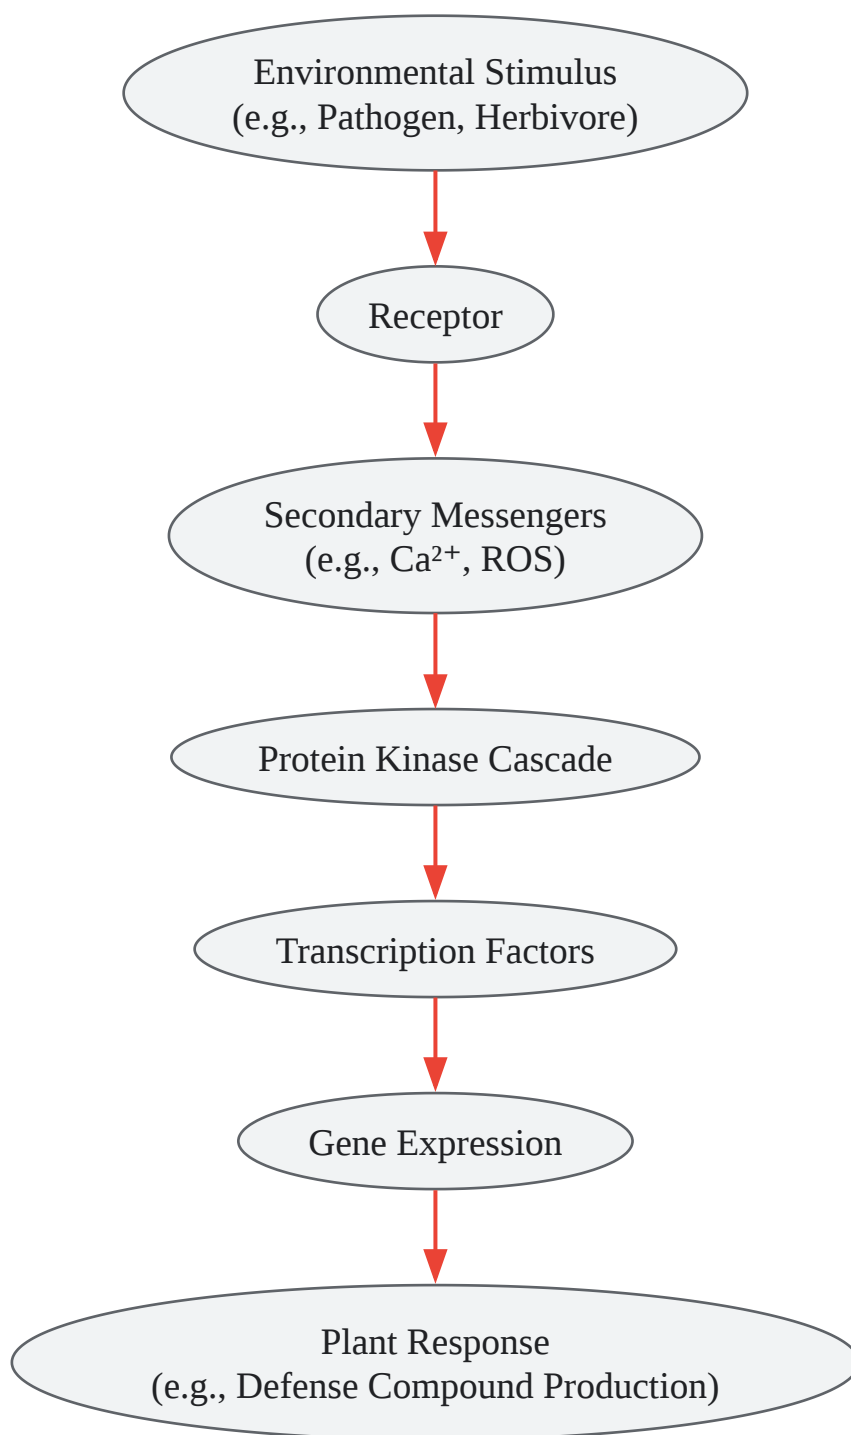 Environmental Stimulus
(e.g., Pathogen, Herbivore)
Receptor
Secondary Messengers
(e.g., Ca²⁺, ROS)
Protein Kinase Cascade
Transcription Factors
Gene Expression
Plant Response
(e.g., Defense Compound Production)